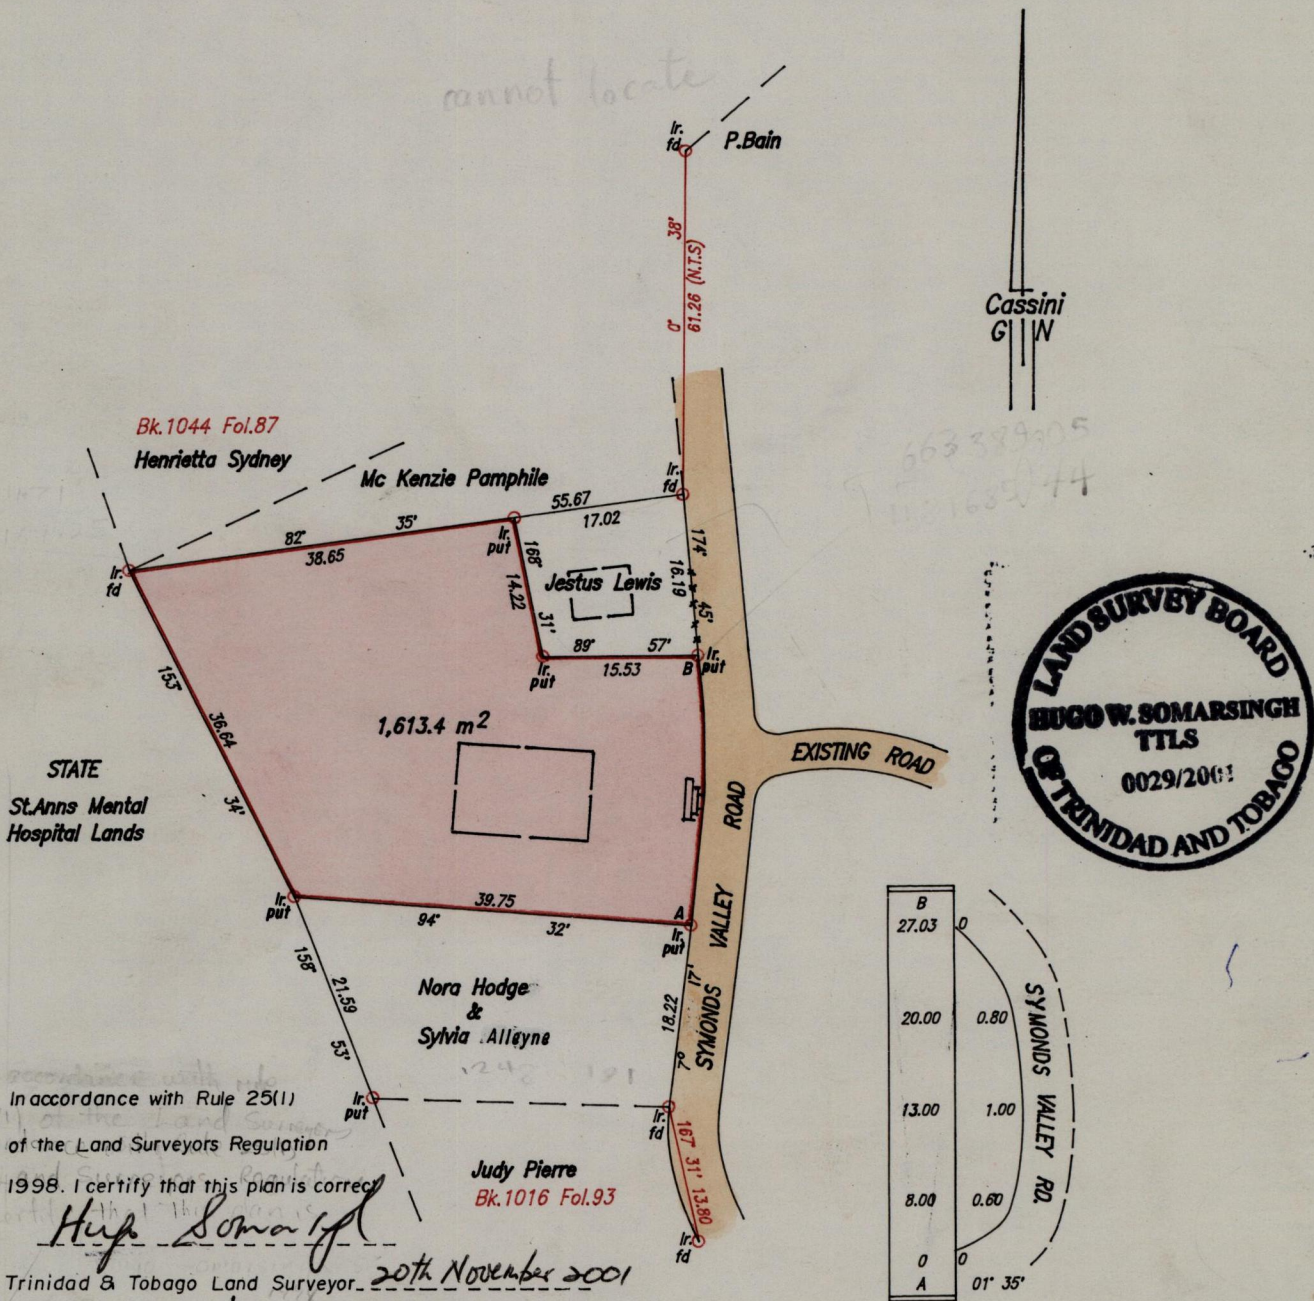 cannot locate
Ir.
fd
P.Bain
0° 38'
61.26 (N.T.S)
Cassini
G N
Bk.1044 Fol.87
Henrietta Sydney
Mc Kenzie Pamphile
Ir.
fd
55.67
17.02
82° 35'
38.65
Ir.
put
Ir.
fd
168° 31'
14.22
Jestus Lewis
174° 45'
16.19
89° 57'
15.53
Ir.
put
B
Ir.
put
153° 34'
36.64
1,613.4 m²
STATE
St.Anns Mental
Hospital Lands
EXISTING ROAD
SYMONDS VALLEY ROAD
LAND SURVEY BOARD
OF TRINIDAD AND TOBAGO
HUGO W. SOMARSINGH
TTLS
0029/2001
39.75
94° 32'
Ir.
put
A
Ir.
put
158° 53'
21.59
Nora Hodge
&
Sylvia Alleyne
7° 17'
18.22
Ir.
put
Ir.
fd
167° 31' 13.80
Ir.
fd
Judy Pierre
Bk.1016 Fol.93
B
27.03 0
20.00 0.80
13.00 1.00
8.00 0.60
0 0
A 01° 35'
SYMONDS VALLEY RD.
In accordance with Rule 25(1)
of the Land Surveyors Regulation
1998. I certify that this plan is correct
Trinidad & Tobago Land Surveyor 20th November 2001